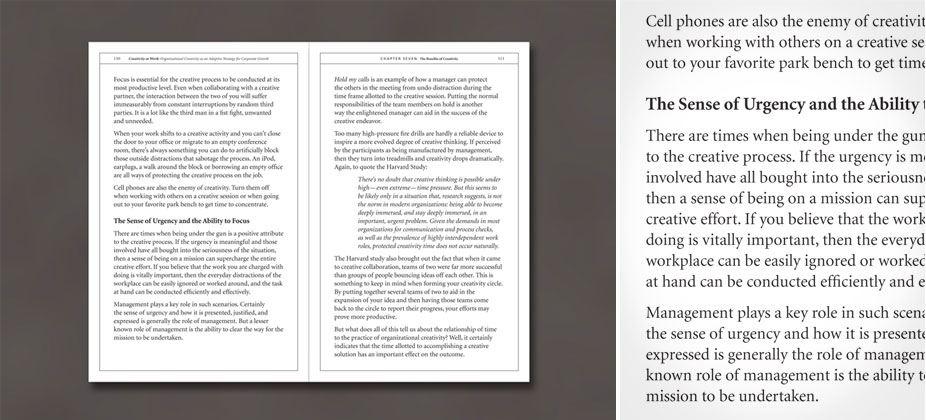 110 Creativity at Work: Organizational Creativity as an Adaptive Strategy for Corporate Growth
Focus is essential for the creative process to be conducted at its
most productive level. Even when collaborating with a creative
partner, the interaction between the two of you will suffer
immeasurably from constant interruptions by random third
parties. It is a lot like the third man in a fist fight, unwanted
and unneeded.
When your work shifts to a creative activity and you can't close
the door to your office or migrate to an empty conference
room, there's always something you can do to artificially block
those outside distractions that sabotage the process. An iPod,
earplugs, a walk around the block or borrowing an empty office
are all ways of protecting the creative process on the job.
Cell phones are also the enemy of creativity. Turn them off
when working with others on a creative session or when going
out to your favorite park bench to get time to concentrate.
The Sense of Urgency and the Ability to Focus
There are times when being under the gun is a positive attribute
to the creative process. If the urgency is meaningful and those
involved have all bought into the seriousness of the situation,
then a sense of being on a mission can supercharge the entire
creative effort. If you believe that the work you are charged with
doing is vitally important, then the everyday distractions of the
workplace can be easily ignored or worked around, and the task
at hand can be conducted efficiently and effectively.
Management plays a key role in such scenarios. Certainly
the sense of urgency and how it is presented, justified, and
expressed is generally the role of management. But a lesser
known role of management is the ability to clear the way for the
mission to be undertaken.
CHAPTER SEVEN The Benefits of Creativity 111
Hold my calls is an example of how a manager can protect
the others in the meeting from undo distraction during the
time frame allotted to the creative session. Putting the normal
responsibilities of the team members on hold is another
way the enlightened manager can aid in the success of the
creative endeavor.
Too many high-pressure fire drills are hardly a reliable device to
inspire a more evolved degree of creative thinking. If perceived
by the participants as being manufactured by management,
then they turn into treadmills and creativity drops dramatically.
Again, to quote the Harvard Study:
There's no doubt that creative thinking is possible under
high—even extreme—time pressure. But this seems to
be likely only in a situation that, research suggests, is not
the norm in modern organizations: being able to become
deeply immersed, and stay deeply immersed, in an
important, urgent problem. Given the demands in most
organizations for communication and process checks,
as well as the prevalence of highly interdependent work
roles, protected creativity time does not occur naturally.
The Harvard study also brought out the fact that when it came
to creative collaboration, teams of two were far more successful
than groups of people bouncing ideas off each other. This is
something to keep in mind when forming your creativity circle.
By putting together several teams of two to aid in the
expansion of your idea and then having those teams come
back to the circle to report their progress, your efforts may
prove more productive.
But what does all of this tell us about the relationship of time
to the practice of organizational creativity? Well, it certainly
indicates that the time allotted to accomplishing a creative
solution has an important effect on the outcome.
Cell phones are also the enemy of creativit
when working with others on a creative se
out to your favorite park bench to get time
The Sense of Urgency and the Ability t
There are times when being under the gun
to the creative process. If the urgency is me
involved have all bought into the seriousne
then a sense of being on a mission can sup
creative effort. If you believe that the work
doing is vitally important, then the everyd
workplace can be easily ignored or worked
at hand can be conducted efficiently and e
Management plays a key role in such scena
the sense of urgency and how it is presente
expressed is generally the role of managem
known role of management is the ability to
mission to be undertaken.